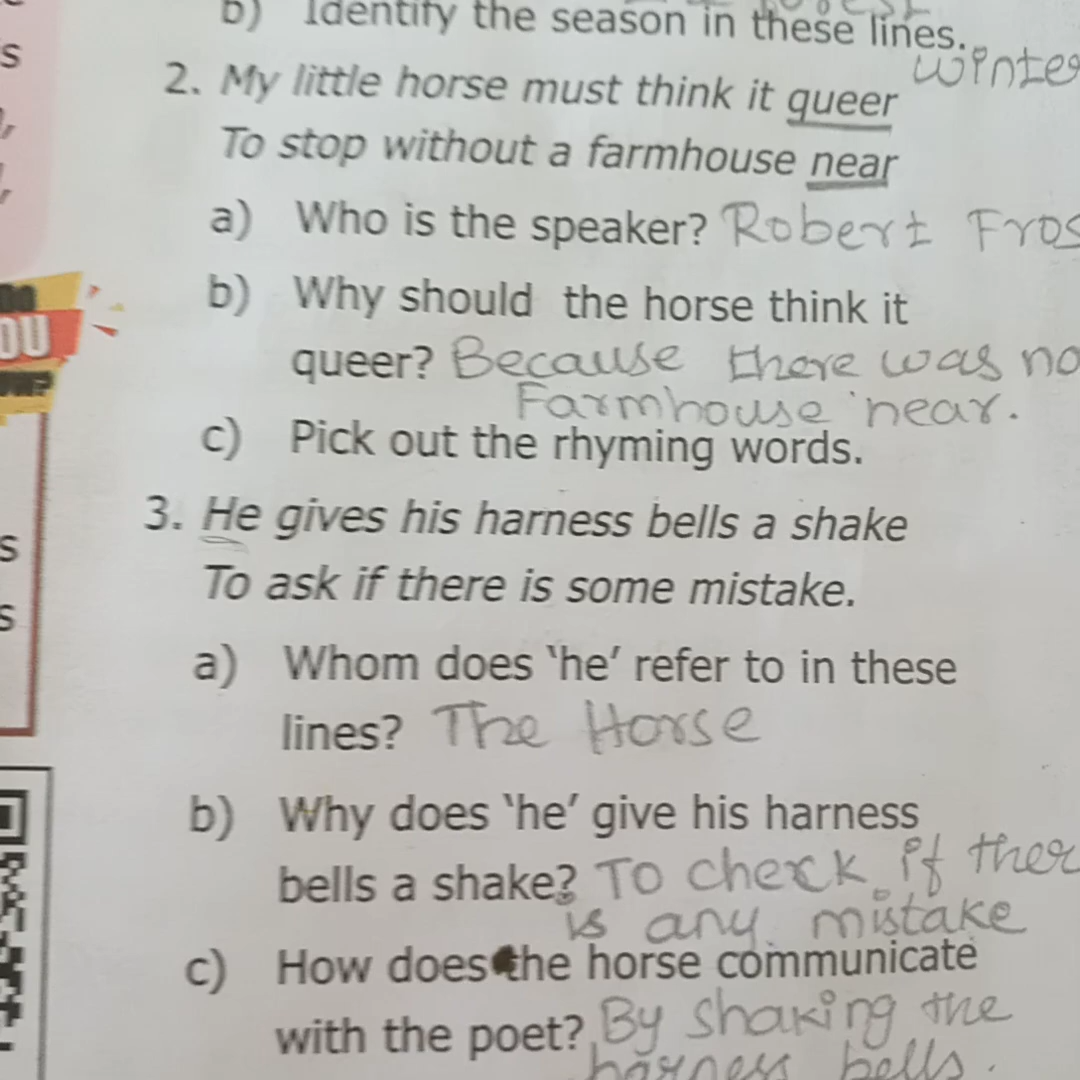 b) Identify the season in these lines.
winter
2. My little horse must think it queer
To stop without a farmhouse near
a) Who is the speaker? Robert Fros
b) Why should the horse think it
queer? Because there was no
Farmhouse near.
c) Pick out the rhyming words.
3. He gives his harness bells a shake
To ask if there is some mistake.
a) Whom does ‘he’ refer to in these
lines? The Horse
b) Why does ‘he’ give his harness
bells a shake? To check if ther
is any mistake
c) How does the horse communicate
with the poet? By shaking the
harness bells.
OU
s
s
s